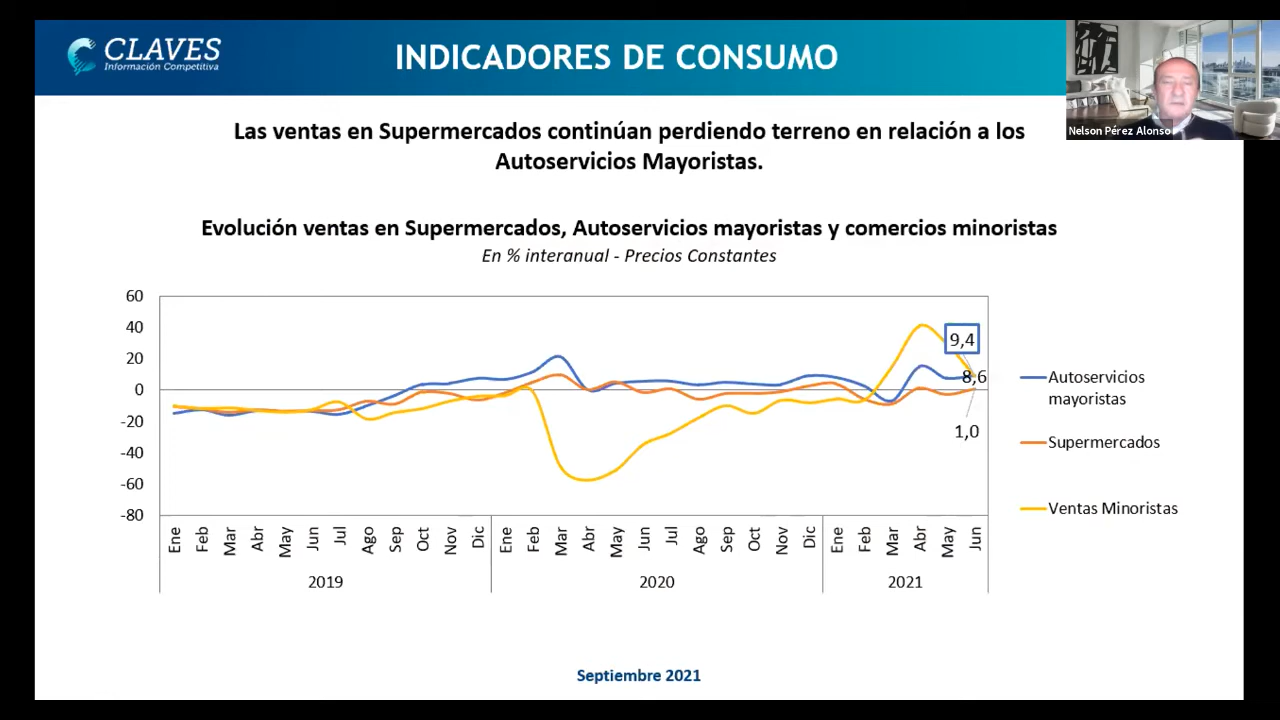 CLAVES
Información Competitiva
INDICADORES DE CONSUMO
Nelson Pérez Alonso
Las ventas en Supermercados continúan perdiendo terreno en relación a los
Autoservicios Mayoristas.
Evolución ventas en Supermercados, Autoservicios mayoristas y comercios minoristas
En % interanual - Precios Constantes
60
40
20
0
-20
-40
-60
-80
9,4
8,6
1,0
Autoservicios
mayoristas
Supermercados
Ventas Minoristas
Ene Feb Mar Abr May Jun Jul Ago Sep Oct Nov Dic Ene Feb Mar Abr May Jun Jul Ago Sep Oct Nov Dic Ene Feb Mar Abr May Jun
2019 2020 2021
Septiembre 2021